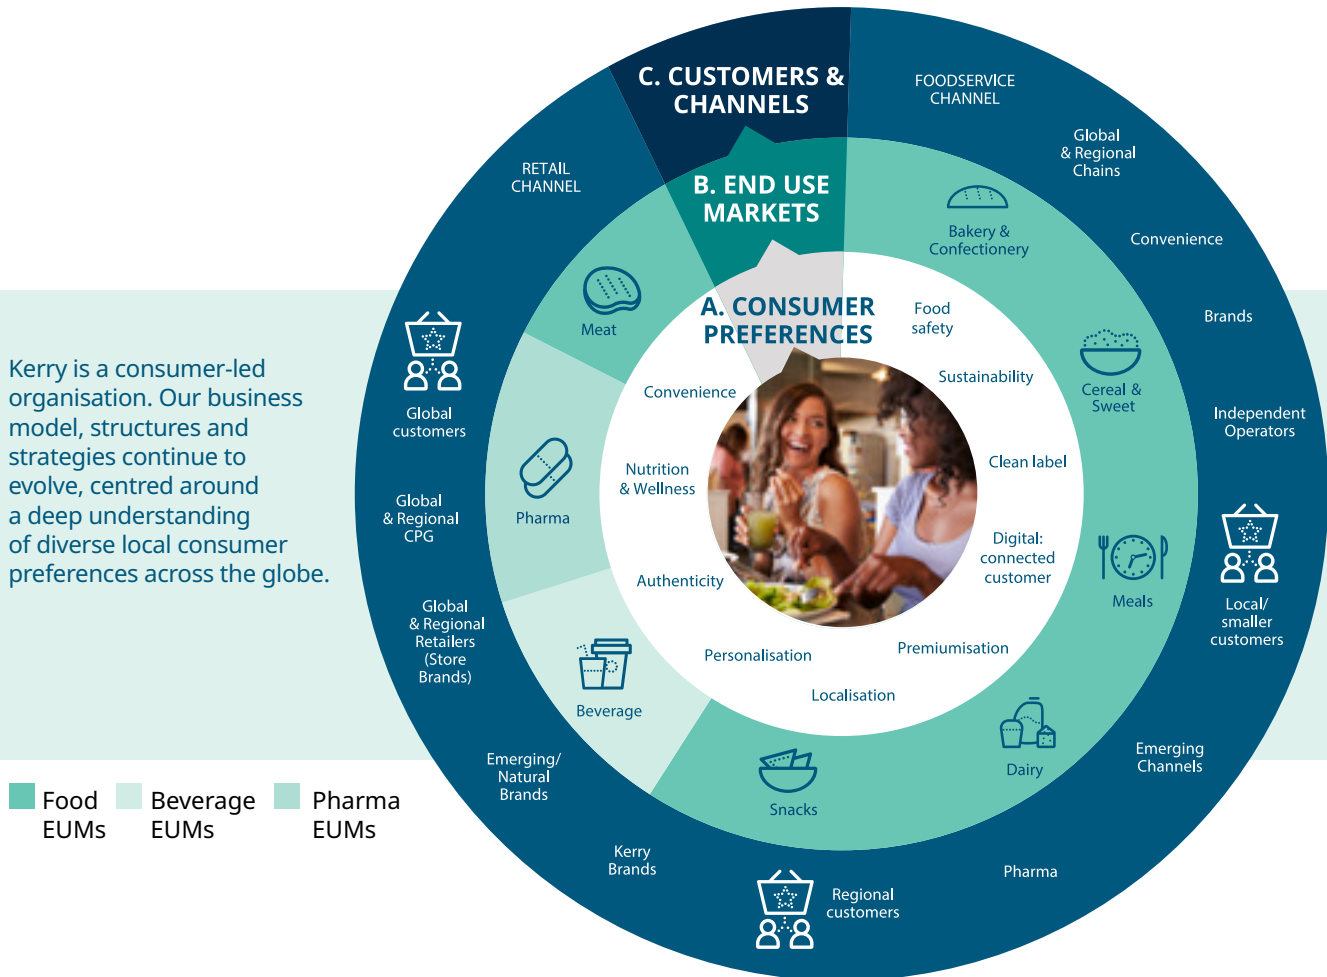 Kerry is a consumer-led
organisation. Our business
model, structures and
strategies continue to
evolve, centred around
a deep understanding
of diverse local consumer
preferences across the globe.
Food
EUMs
Beverage
EUMs
Pharma
EUMs
C. CUSTOMERS &
CHANNELS
FOODSERVICE
CHANNEL
Global
& Regional
Chains
Convenience
Brands
Independent
Operators
Local/
smaller
customers
Emerging
Channels
Pharma
Regional
customers
Kerry
Brands
Emerging/
Natural
Brands
Global
& Regional
Retailers
(Store
Brands)
Global
& Regional
CPG
Global
customers
RETAIL
CHANNEL
B. END USE
MARKETS
Bakery &
Confectionery
Cereal &
Sweet
Meals
Dairy
Snacks
Beverage
Pharma
Meat
A. CONSUMER
PREFERENCES
Food
safety
Sustainability
Clean label
Digital:
connected
customer
Premiumisation
Localisation
Personalisation
Authenticity
Nutrition
& Wellness
Convenience